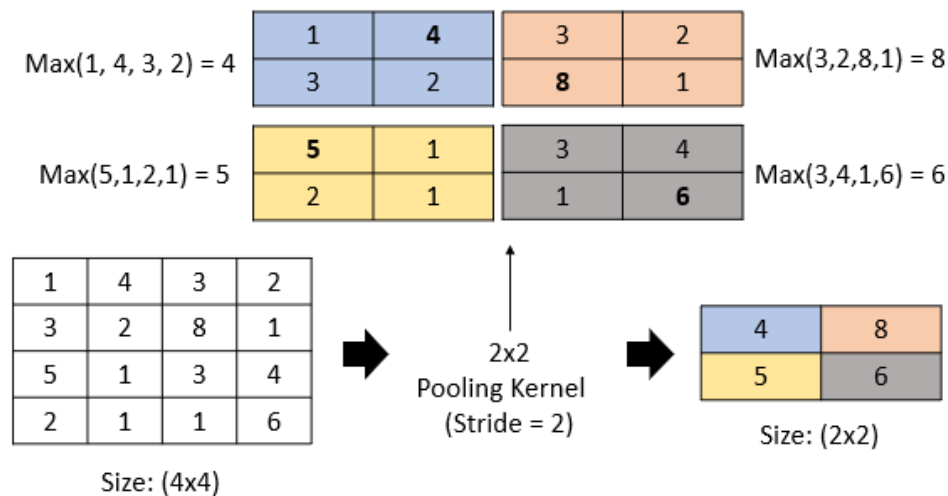 Max(1, 4, 3, 2) = 4
1 4
3 2
3 2
8 1
Max(3,2,8,1) = 8
Max(5,1,2,1) = 5
5 1
2 1
3 4
1 6
Max(3,4,1,6) = 6
1 4 3 2
3 2 8 1
5 1 3 4
2 1 1 6
Size: (4x4)
2x2
Pooling Kernel
(Stride = 2)
4 8
5 6
Size: (2x2)